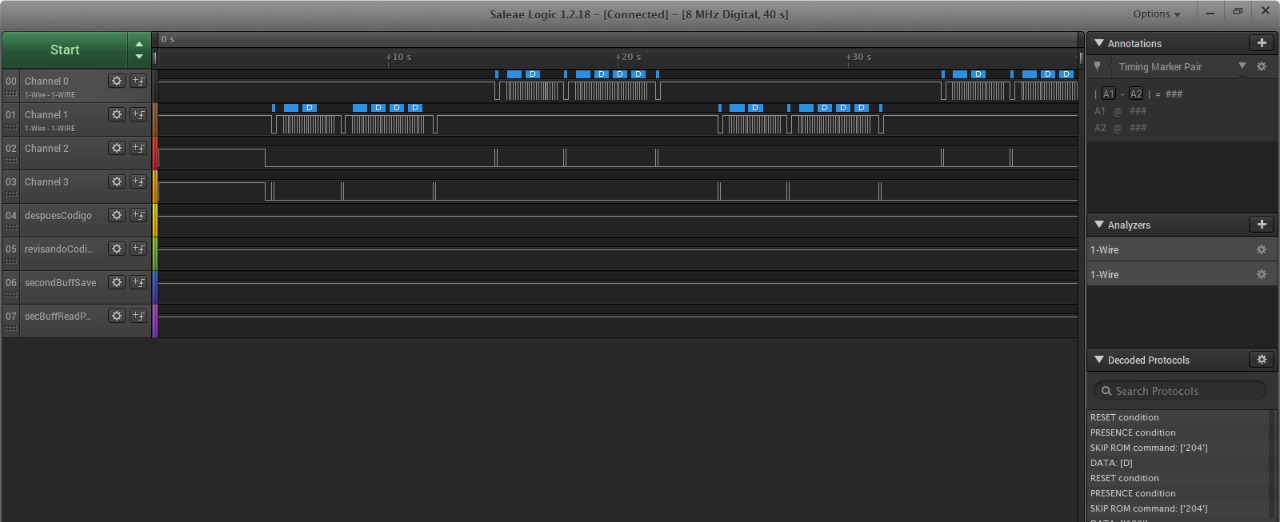 Saleae Logic 1.2.18 - [Connected] - [8 MHz Digital, 40 s]
Options
Start
0 s
+10 s
+20 s
+30 s
00 Channel 0
1-Wire - 1-WIRE
D D D D D D D
01 Channel 1
1-Wire - 1-WIRE
D D D D D D D D
02 Channel 2
03 Channel 3
04 despuesCodigo
05 revisandoCodi...
06 secondBuffSave
07 secBuffReadP...
Annotations
Timing Marker Pair
| A1 - A2 | = ###
A1 @ ###
A2 @ ###
Analyzers
1-Wire
1-Wire
Decoded Protocols
Search Protocols
RESET condition
PRESENCE condition
SKIP ROM command: ['204']
DATA: [D]
RESET condition
PRESENCE condition
SKIP ROM command: ['204']